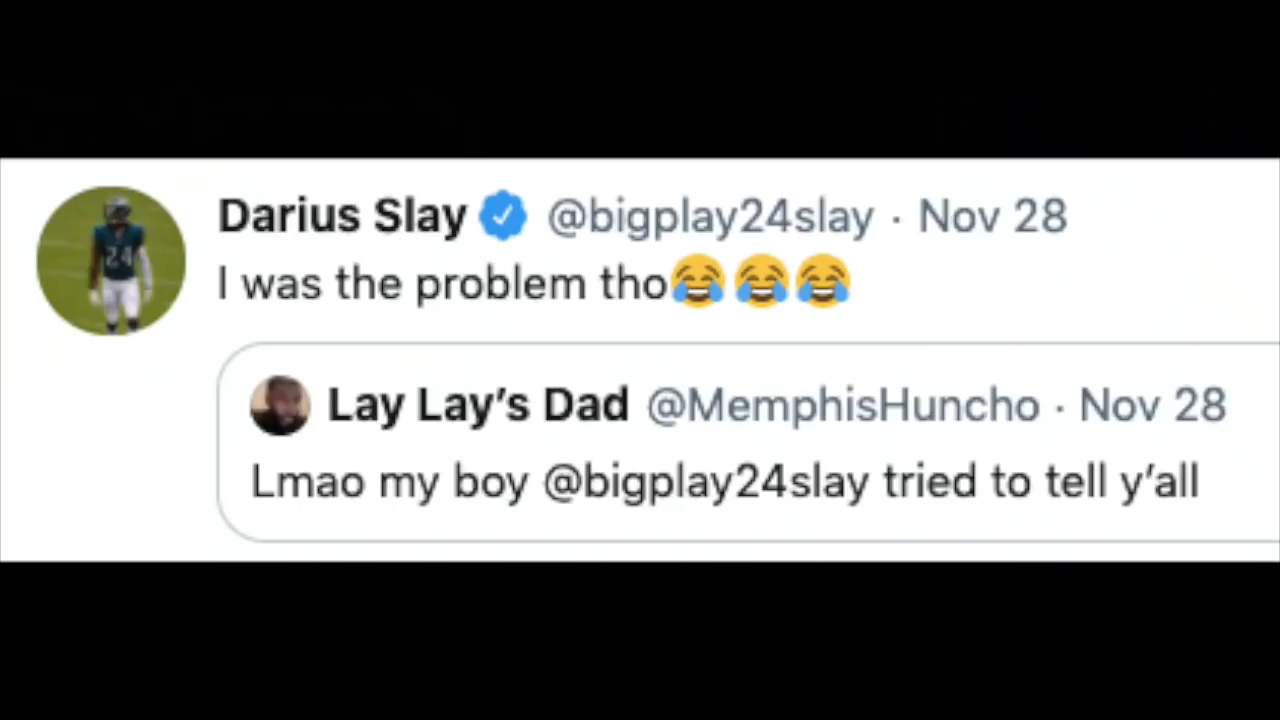 Darius Slay @bigplay24slay · Nov 28
I was the problem tho😂😂😂
Lay Lay’s Dad @MemphisHuncho · Nov 28
Lmao my boy @bigplay24slay tried to tell y’all
24